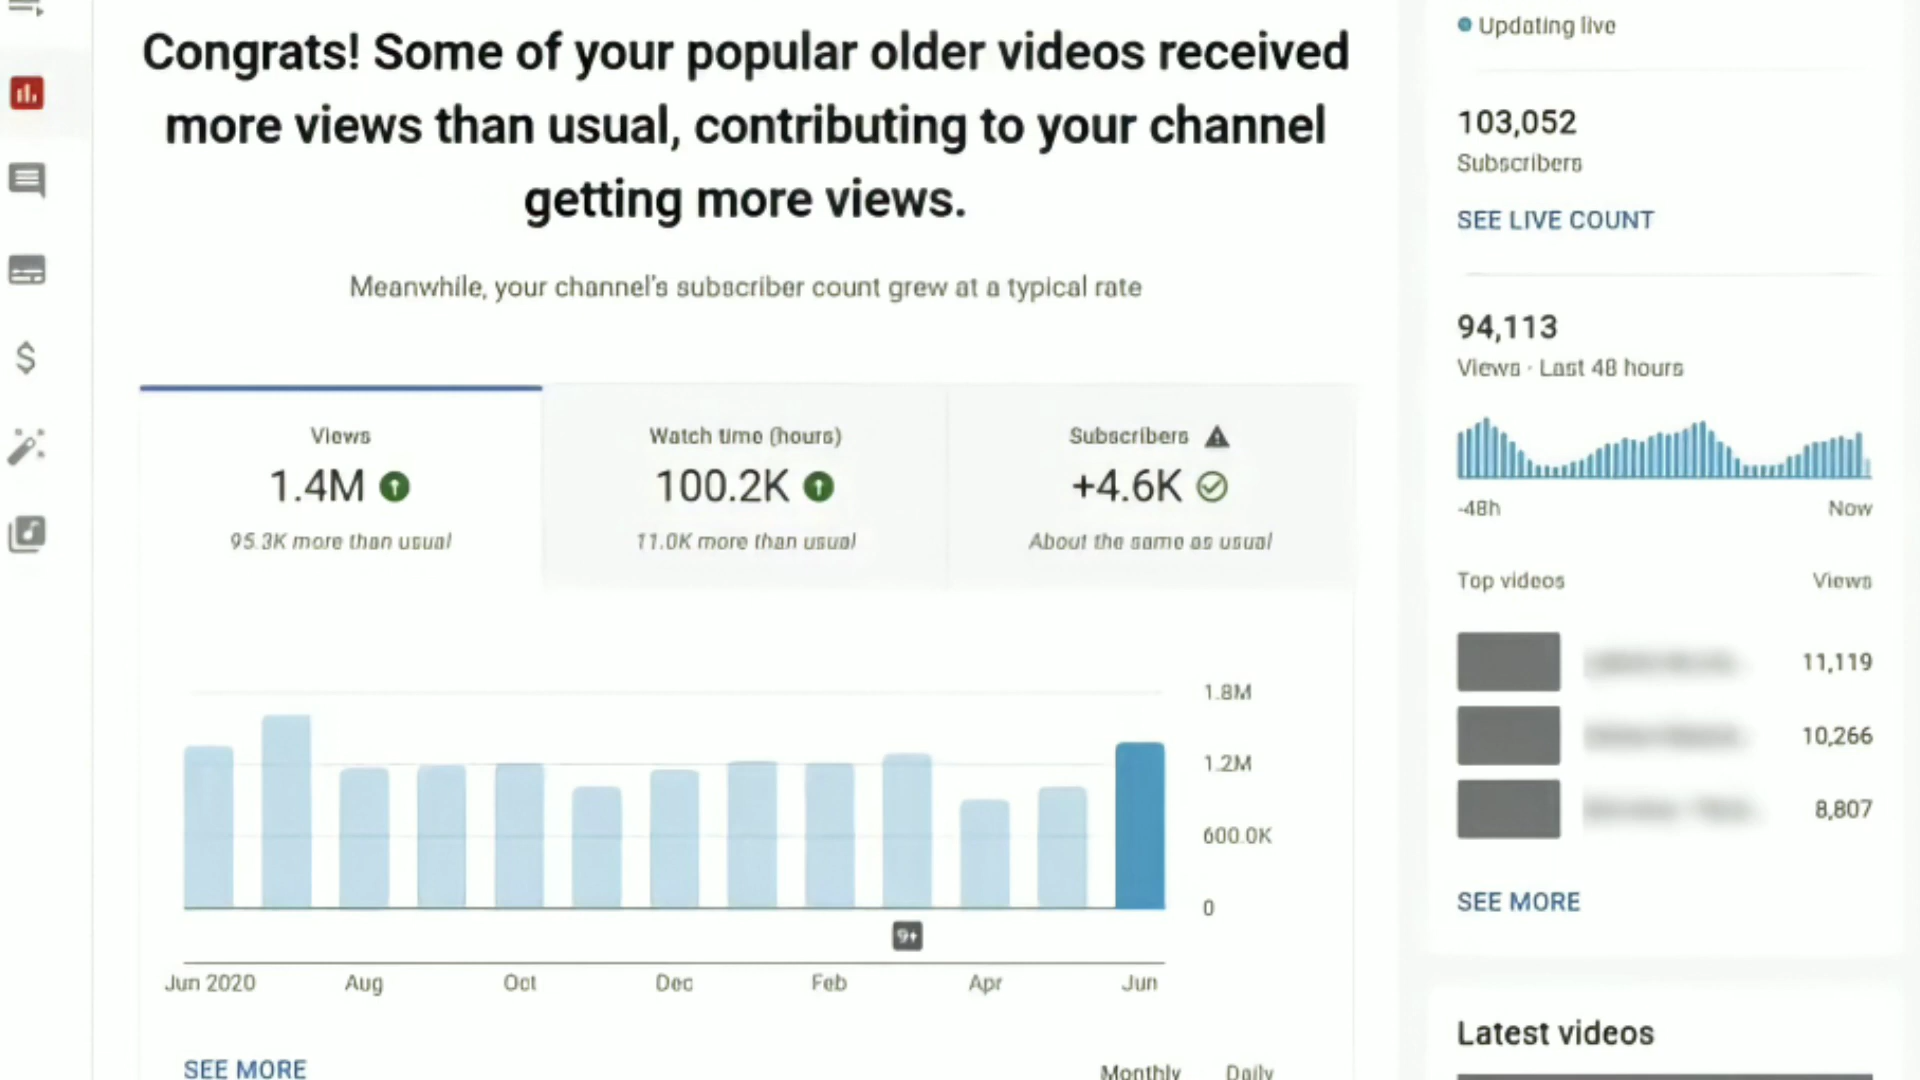 Congrats! Some of your popular older videos received
more views than usual, contributing to your channel
getting more views.
Meanwhile, your channel's subscriber count grew at a typical rate
Views
1.4M
95.3K more than usual
Watch time (hours)
100.2K
11.0K more than usual
Subscribers
+4.6K
About the same as usual
1.8M
1.2M
600.0K
0
9+
Jun 2020
Aug
Oct
Dec
Feb
Apr
Jun
SEE MORE
Monthly
Daily
Updating live
103,052
Subscribers
SEE LIVE COUNT
94,113
Views · Last 48 hours
-48h
Now
Top videos
Views
11,119
10,266
8,807
SEE MORE
Latest videos